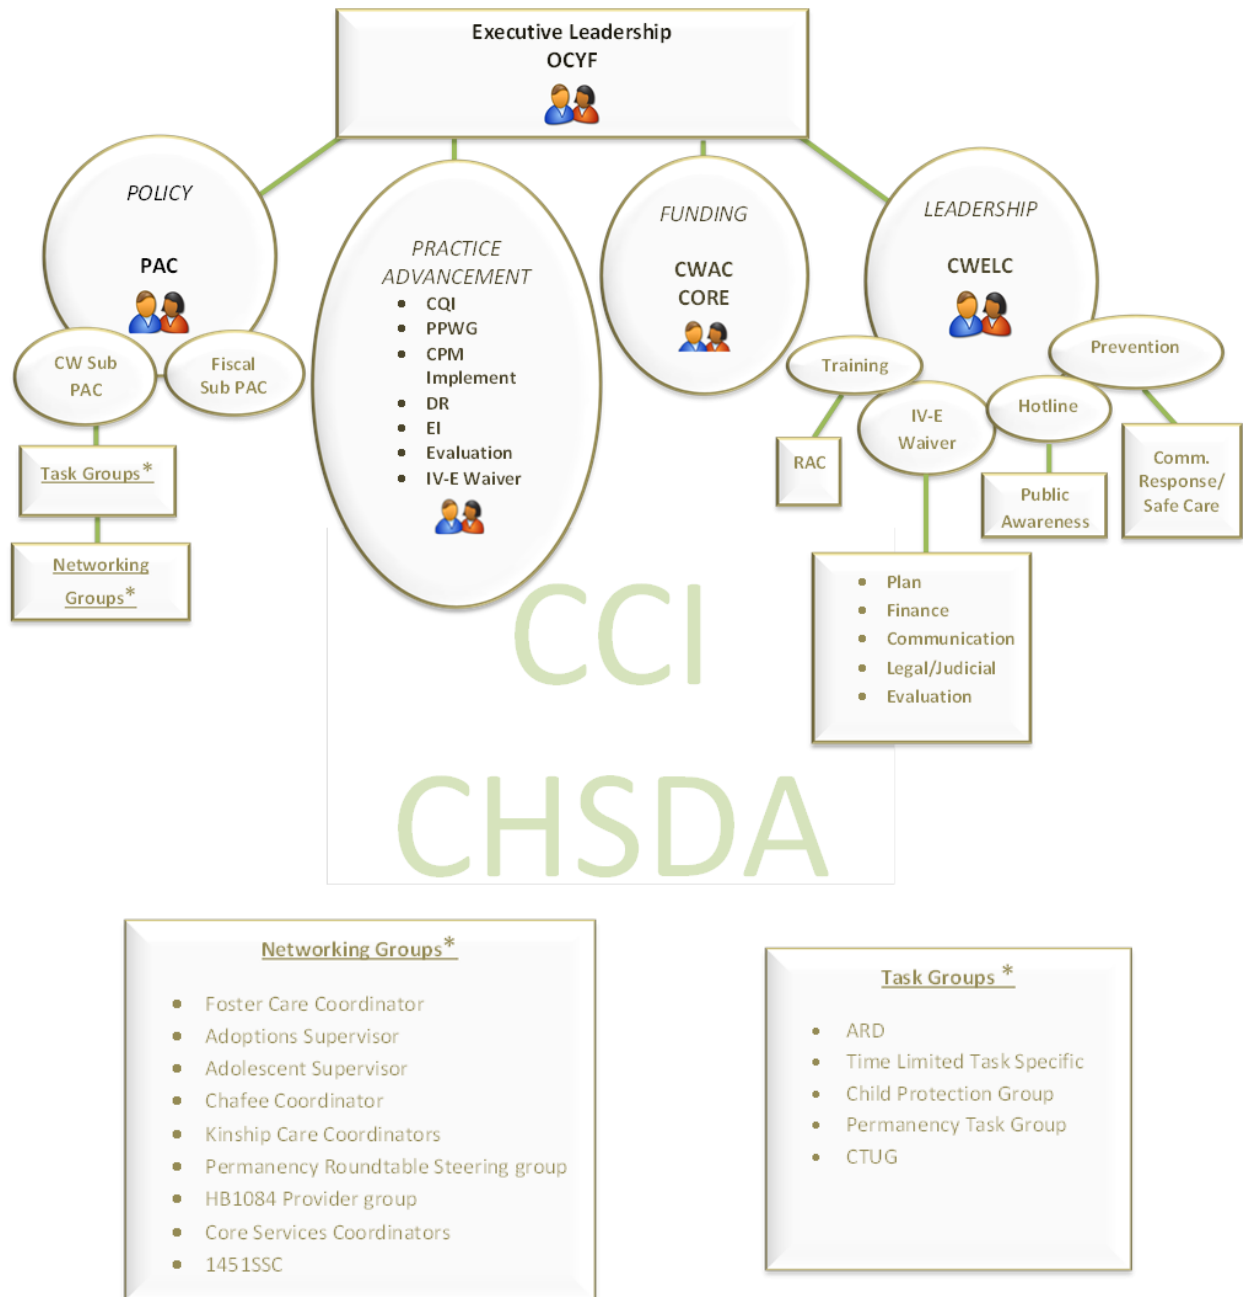 Executive Leadership
OCYF
POLICY
PAC
CW Sub
PAC
Fiscal
Sub PAC
Task Groups*
Networking
Groups*
PRACTICE
ADVANCEMENT
• CQI
• PPWG
• CPM
Implement
• DR
• EI
• Evaluation
• IV-E Waiver
FUNDING
CWAC
CORE
LEADERSHIP
CWELC
Training
IV-E
Waiver
Hotline
Prevention
RAC
Public
Awareness
Comm.
Response/
Safe Care
• Plan
• Finance
• Communication
• Legal/Judicial
• Evaluation
CCI
CHSDA
Networking Groups*
• Foster Care Coordinator
• Adoptions Supervisor
• Adolescent Supervisor
• Chafee Coordinator
• Kinship Care Coordinators
• Permanency Roundtable Steering group
• HB1084 Provider group
• Core Services Coordinators
• 1451SSC
Task Groups *
• ARD
• Time Limited Task Specific
• Child Protection Group
• Permanency Task Group
• CTUG